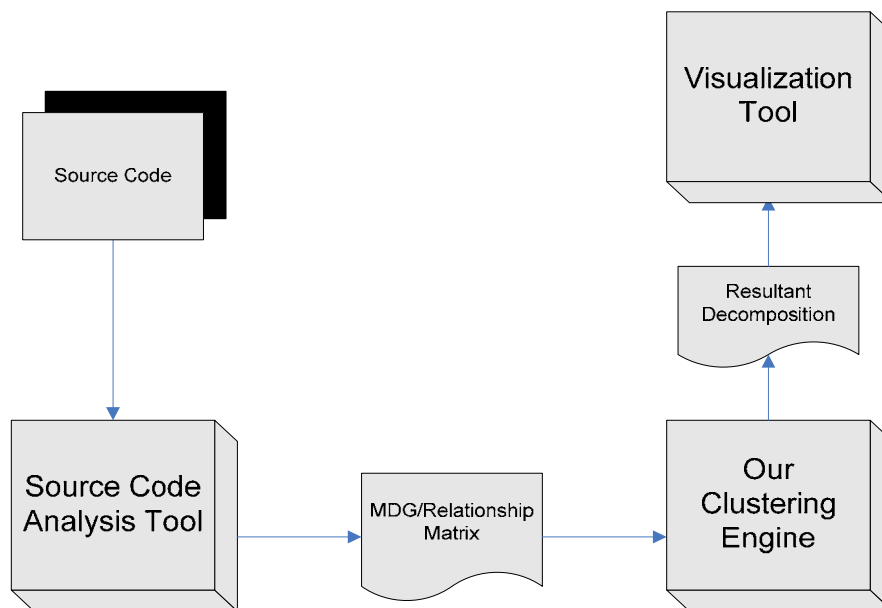 Source Code
Source Code
Analysis Tool
MDG/Relationship
Matrix
Our
Clustering
Engine
Resultant
Decomposition
Visualization
Tool